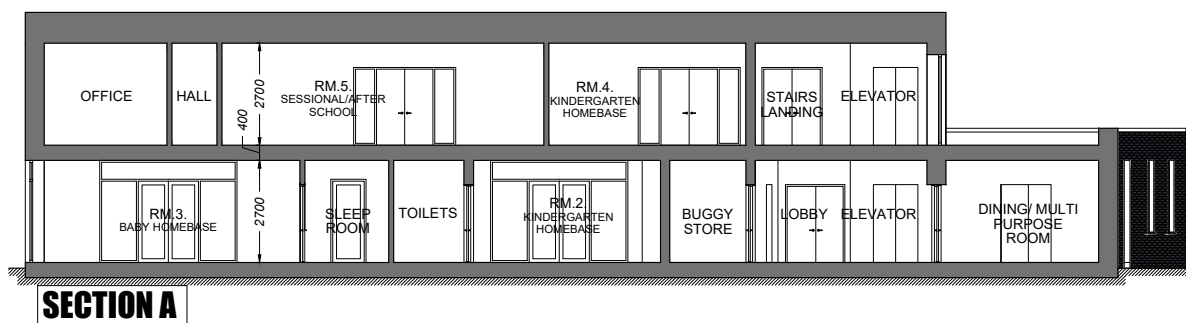 OFFICE
HALL
2700
400
RM.5.
SESSIONAL/AFTER
SCHOOL
RM.4.
KINDERGARTEN
HOMEBASE
STAIRS
LANDING
ELEVATOR
RM.3.
BABY HOMEBASE
2700
SLEEP
ROOM
TOILETS
RM.2.
KINDERGARTEN
HOMEBASE
BUGGY
STORE
LOBBY
ELEVATOR
DINING/ MULTI
PURPOSE
ROOM
SECTION A